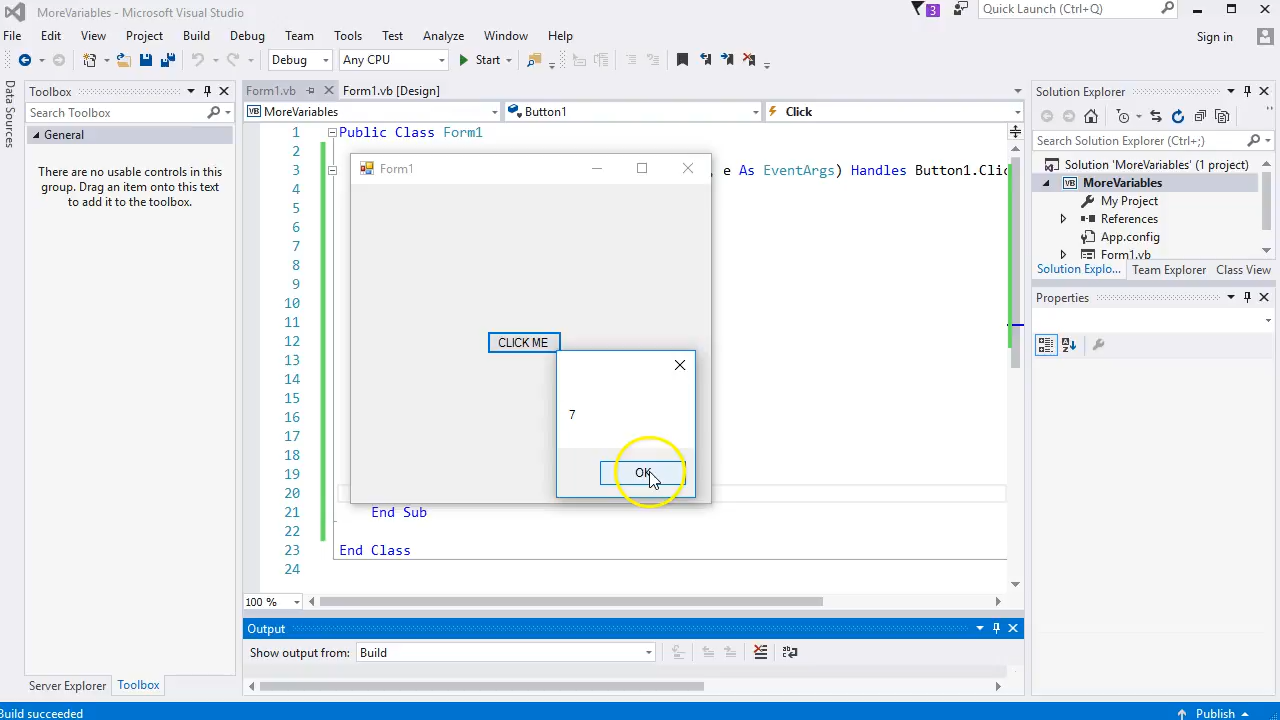 MoreVariables - Microsoft Visual Studio
3
Quick Launch (Ctrl+Q)
File Edit View Project Build Debug Team Tools Test Analyze Window Help
Sign in
Debug Any CPU Start
Data Sources
Toolbox
Search Toolbox
General
There are no usable controls in this
group. Drag an item onto this text
to add it to the toolbox.
Server Explorer Toolbox
Form1.vb Form1.vb [Design]
MoreVariables Button1 Click
1 Public Class Form1
2
3 , e As EventArgs) Handles Button1.Clic
4
5
6
7
8
9
10
11
12
13
14
15
16
17
18
19
20
21 End Sub
22
23 End Class
24
Form1
CLICK ME
7
OK
100 %
Output
Show output from: Build
Solution Explorer
Search Solution Explorer (Ctrl+;)
Solution 'MoreVariables' (1 project)
MoreVariables
My Project
References
App.config
Form1.vb
Solution Explo... Team Explorer Class View
Properties
Build succeeded
Publish